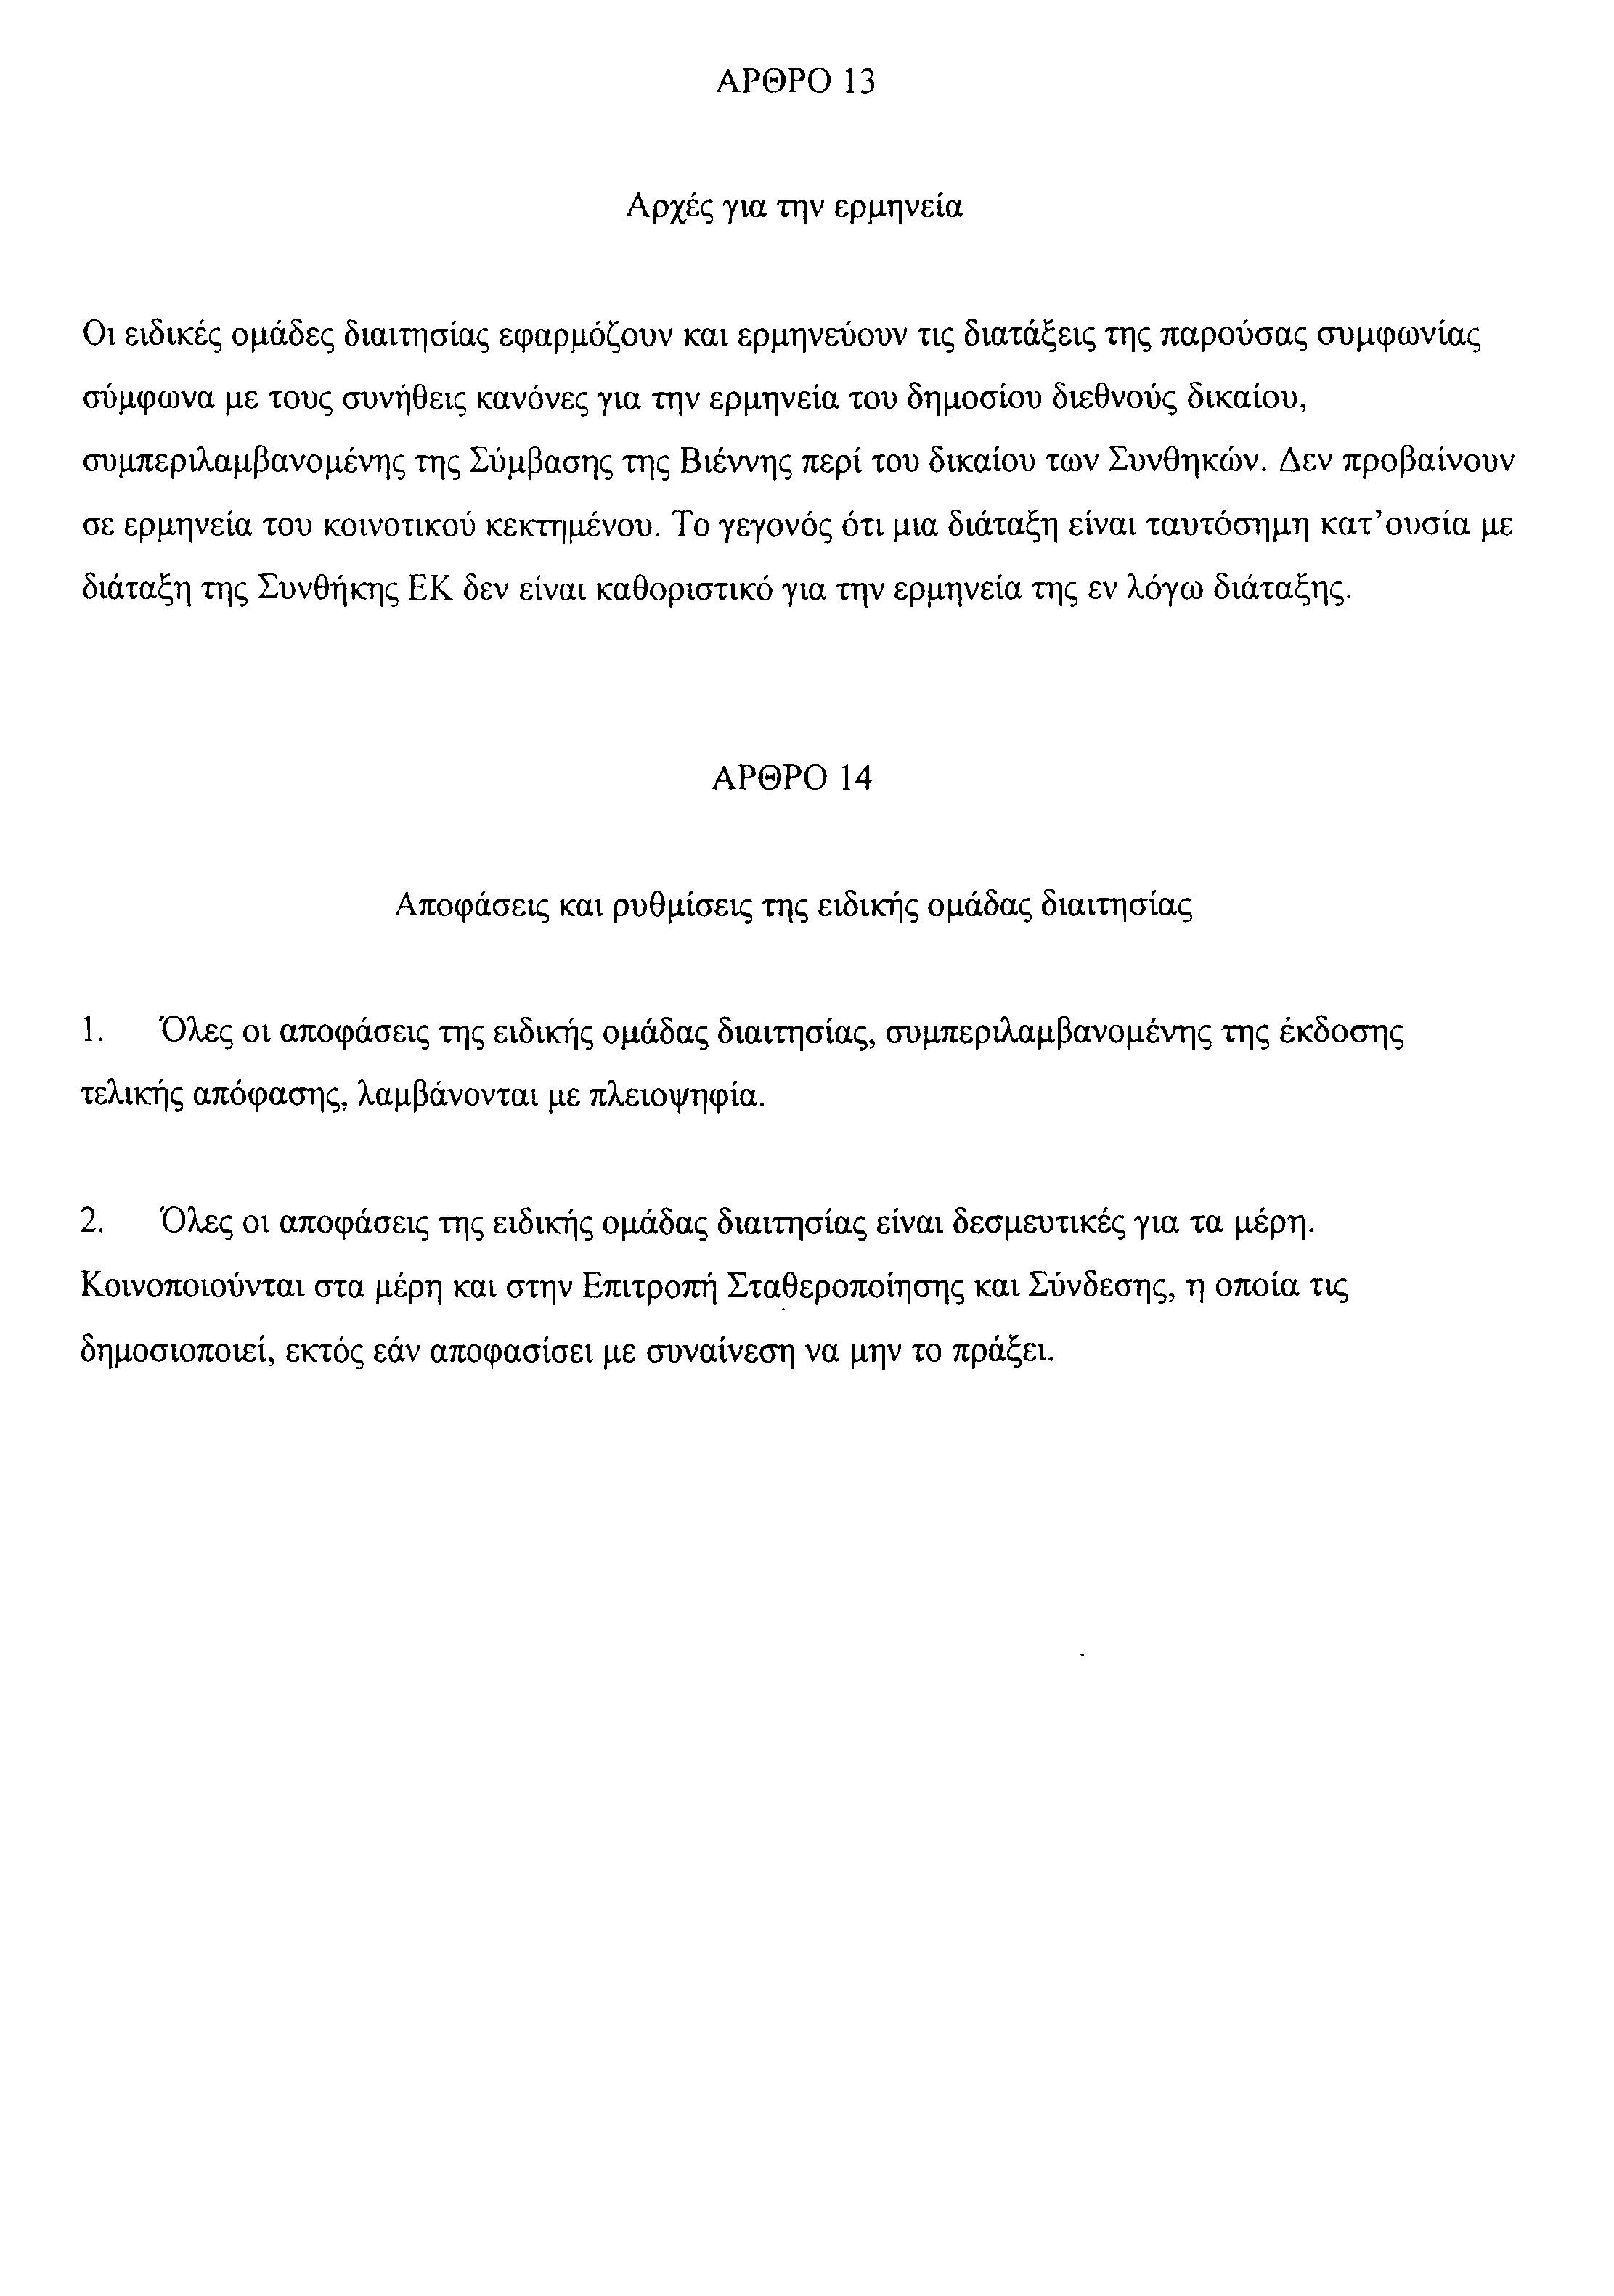 ΑΡΘΡΟ 13
Αρχές για την ερμηνεία
Οι ειδικές ομάδες διαιτησίας εφαρμόζουν και ερμηνεύουν τις διατάξεις της παρούσας συμφωνίας
σύμφωνα με τους συνήθεις κανόνες για την ερμηνεία του δημοσίου διεθνούς δικαίου,
συμπεριλαμβανομένης της Σύμβασης της Βιέννης περί του δικαίου των Συνθηκών. Δεν προβαίνουν
σε ερμηνεία του κοινοτικού κεκτημένου. Το γεγονός ότι μια διάταξη είναι ταυτόσημη κατ’ουσία με
διάταξη της Συνθήκης ΕΚ δεν είναι καθοριστικό για την ερμηνεία της εν λόγω διάταξης.
ΑΡΘΡΟ 14
Αποφάσεις και ρυθμίσεις της ειδικής ομάδας διαιτησίας
1. Όλες οι αποφάσεις της ειδικής ομάδας διαιτησίας, συμπεριλαμβανομένης της έκδοσης
τελικής απόφασης, λαμβάνονται με πλειοψηφία.
2. Όλες οι αποφάσεις της ειδικής ομάδας διαιτησίας είναι δεσμευτικές για τα μέρη.
Κοινοποιούνται στα μέρη και στην Επιτροπή Σταθεροποίησης και Σύνδεσης, η οποία τις
δημοσιοποιεί, εκτός εάν αποφασίσει με συναίνεση να μην το πράξει.